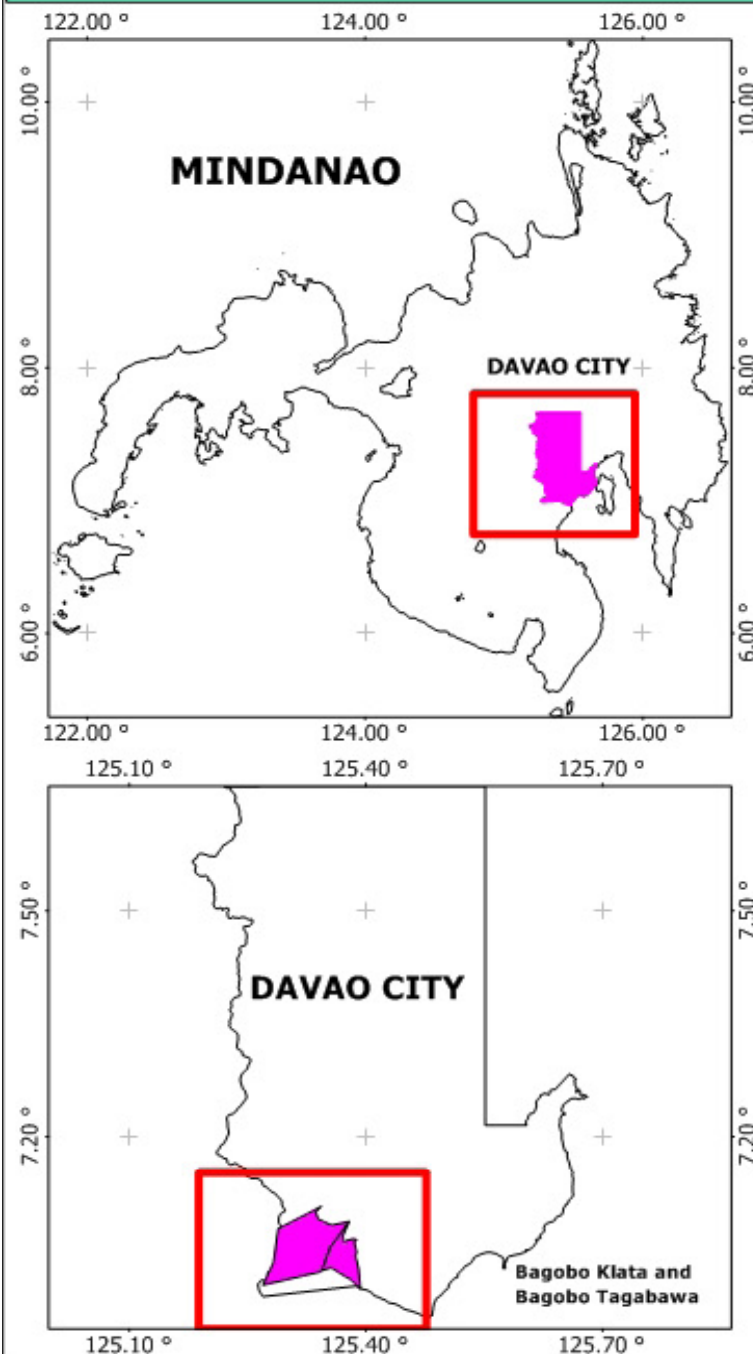 122.00 ° 124.00 ° 126.00 °
10.00 ° 10.00 °
MINDANAO
8.00 ° 8.00 °
DAVAO CITY
6.00 ° 6.00 °
122.00 ° 124.00 ° 126.00 °
125.10 ° 125.40 ° 125.70 °
7.50 ° 7.50 °
DAVAO CITY
7.20 ° 7.20 °
Bagobo Klata and
Bagobo Tagabawa
125.10 ° 125.40 ° 125.70 °